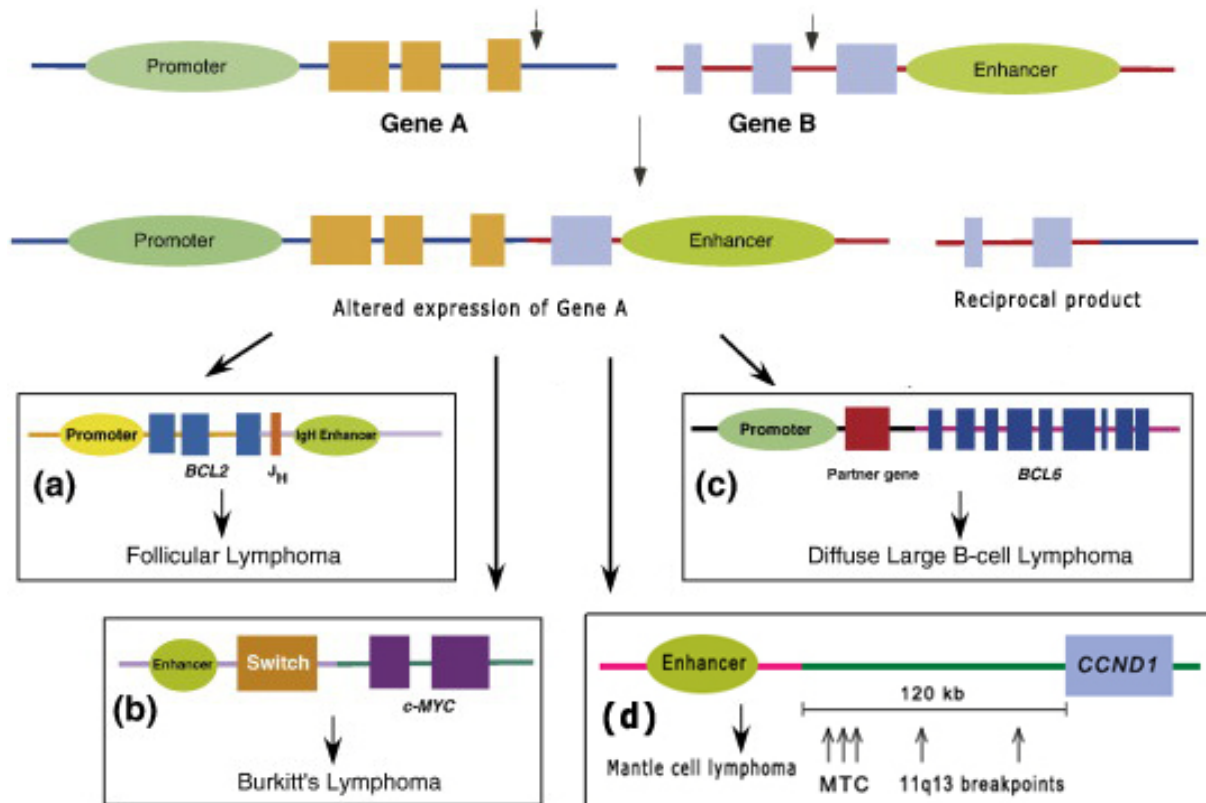 Promoter
Enhancer
Gene A
Gene B
Promoter
Enhancer
Altered expression of Gene A
Reciprocal product
Promoter
IgH Enhancer
BCL2
JH
(a)
Follicular Lymphoma
Promoter
Partner gene
BCL6
(c)
Diffuse Large B-cell Lymphoma
Enhancer
Switch
c-MYC
(b)
Burkitt's Lymphoma
Enhancer
CCND1
120 kb
(d)
Mantle cell lymphoma
MTC
11q13 breakpoints